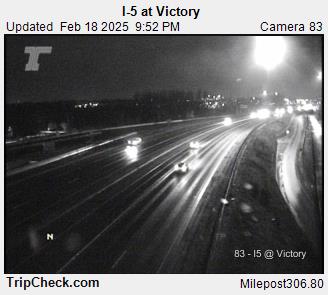 I-5 at Victory
Updated Feb 18 2025 9:52 PM Camera 83
T
N
83 - I5 @ Victory
TripCheck.com Milepost306.80